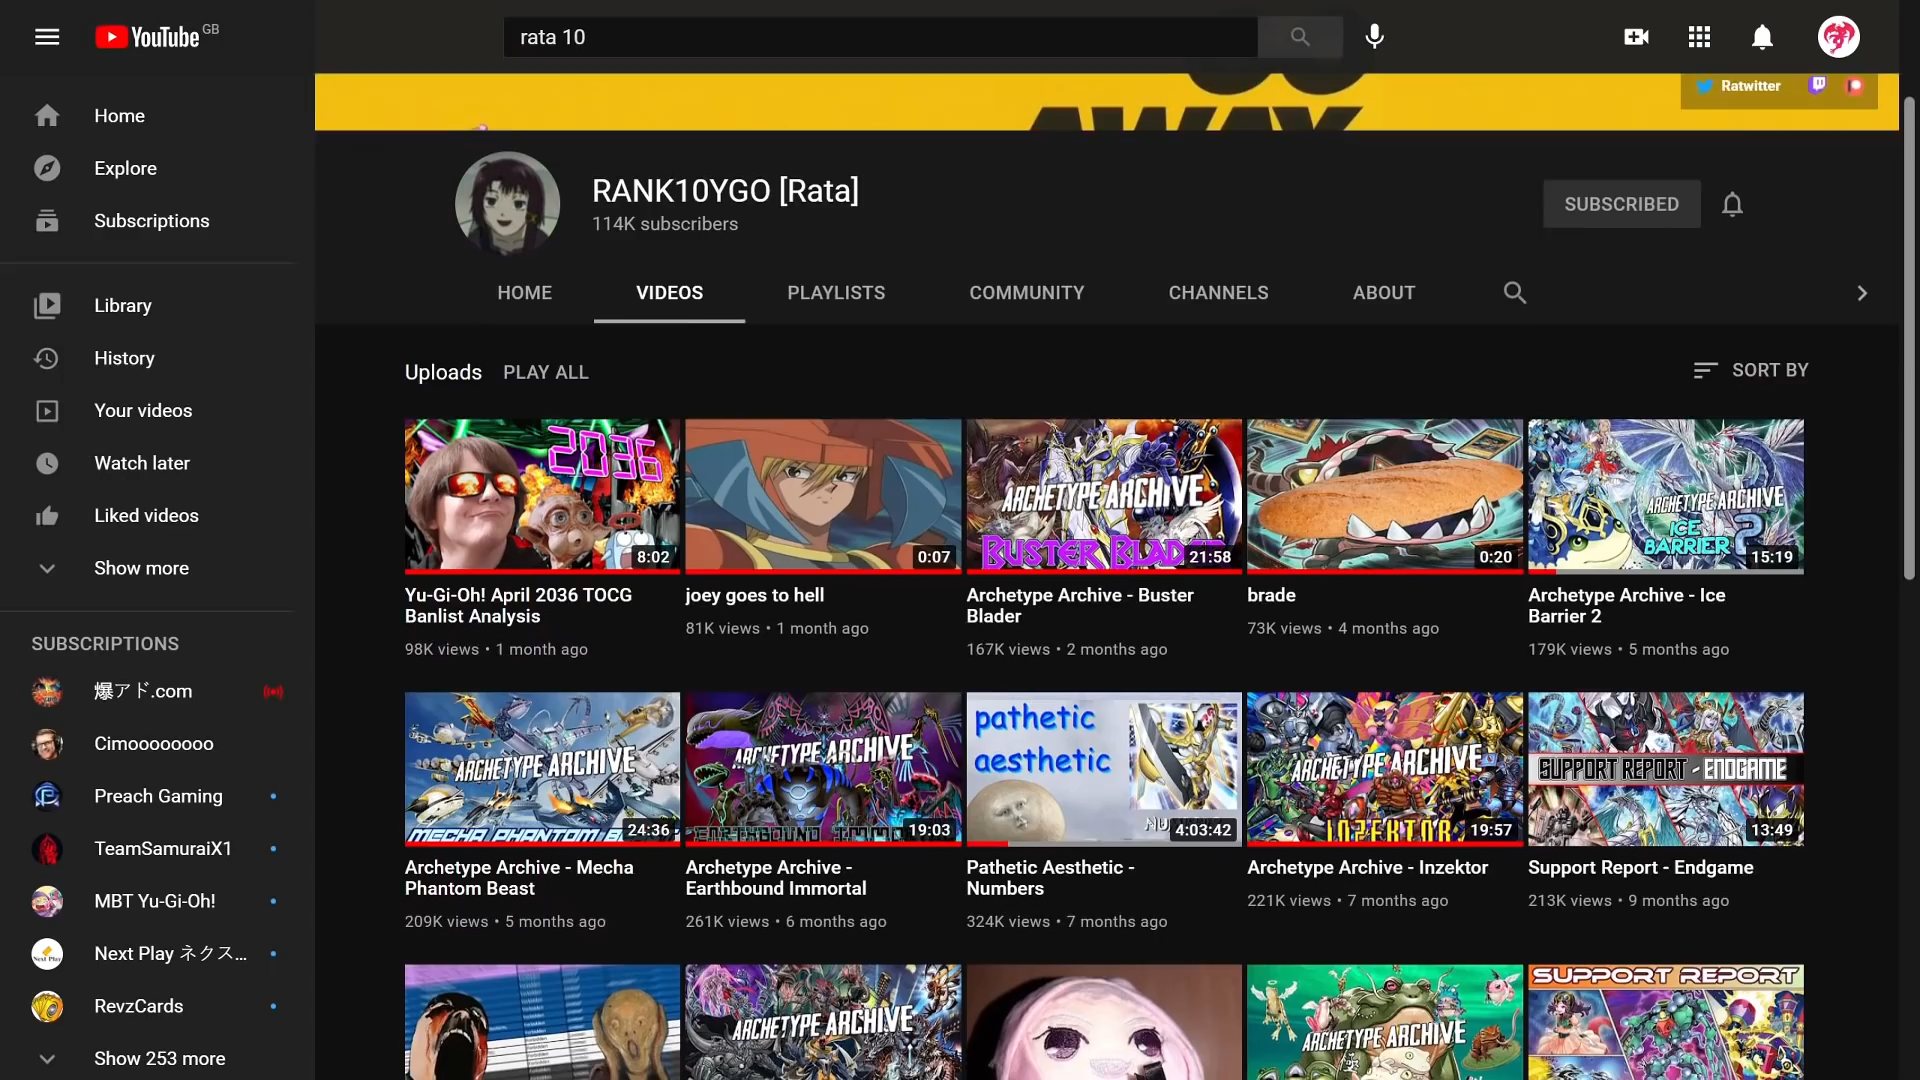 YouTube GB
rata 10
Ratwitter
AWAY
RANK10YGO [Rata]
114K subscribers
SUBSCRIBED
HOME
VIDEOS
PLAYLISTS
COMMUNITY
CHANNELS
ABOUT
Home
Explore
Subscriptions
Library
History
Your videos
Watch later
Liked videos
Show more
SUBSCRIPTIONS
爆アド.com
Cimoooooooo
Preach Gaming
TeamSamuraiX1
MBT Yu-Gi-Oh!
Next Play ネクス...
RevzCards
Show 253 more
Uploads
PLAY ALL
SORT BY
2036
8:02
Yu-Gi-Oh! April 2036 TOCG
Banlist Analysis
98K views • 1 month ago
0:07
joey goes to hell
81K views • 1 month ago
ARCHETYPE ARCHIVE
BUSTER BLADE
21:58
Archetype Archive - Buster
Blader
167K views • 2 months ago
0:20
brade
73K views • 4 months ago
ARCHETYPE ARCHIVE
ICE
BARRIER 2
15:19
Archetype Archive - Ice
Barrier 2
179K views • 5 months ago
ARCHETYPE ARCHIVE
MECHA PHANTOM B
24:36
Archetype Archive - Mecha
Phantom Beast
209K views • 5 months ago
ARCHETYPE ARCHIVE
EARTHBOUND IMMO
19:03
Archetype Archive -
Earthbound Immortal
261K views • 6 months ago
pathetic
aesthetic
NU
4:03:42
Pathetic Aesthetic -
Numbers
324K views • 7 months ago
ARCHETYPE ARCHIVE
INZEKTOR
19:57
Archetype Archive - Inzektor
221K views • 7 months ago
SUPPORT REPORT - ENDGAME
13:49
Support Report - Endgame
213K views • 9 months ago
ARCHETYPE ARCHIVE
ARCHETYPE ARCHIVE
SUPPORT REPORT